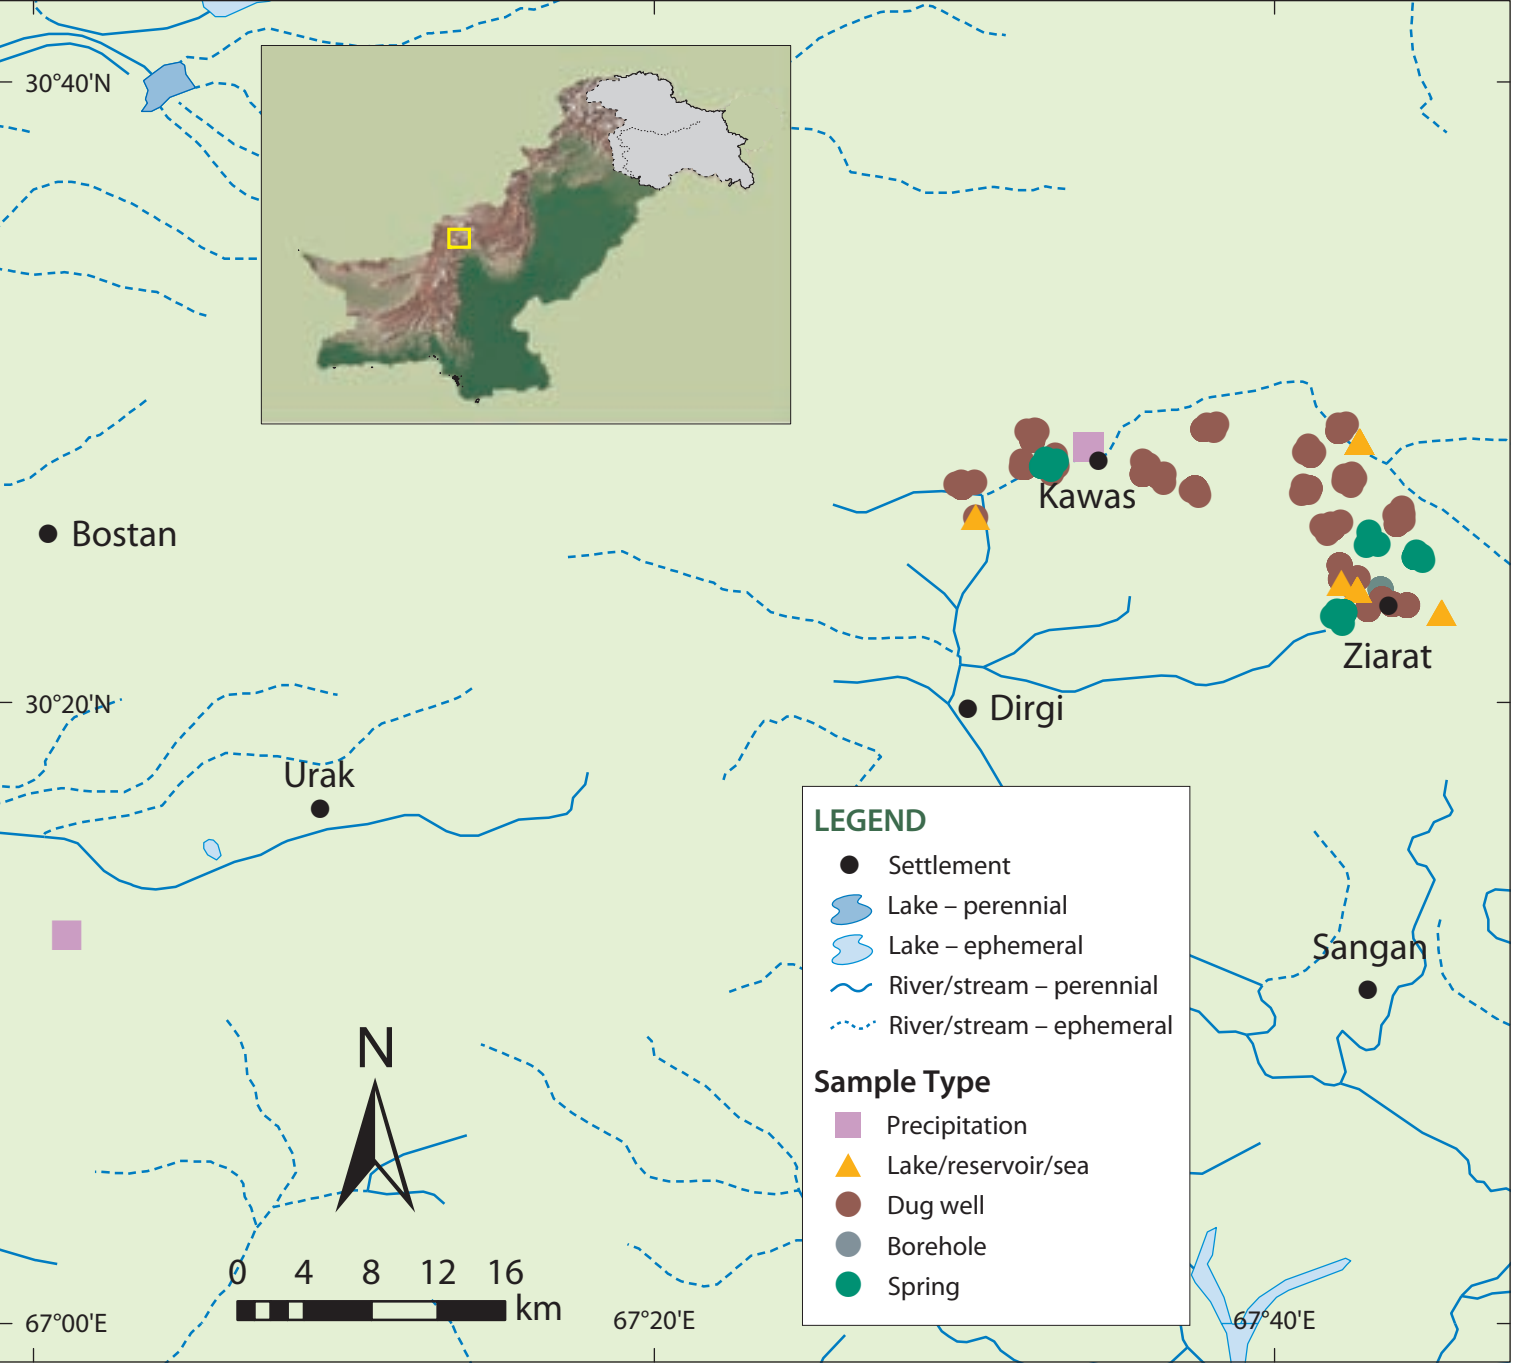 30°40'N
Kawas
Bostan
Ziarat
30°20'N
Dirgi
Urak
LEGEND
Settlement
Lake – perennial
Lake – ephemeral
River/stream – perennial
River/stream – ephemeral
Sangan
N
Sample Type
Precipitation
Lake/reservoir/sea
Dug well
Borehole
Spring
0 4 8 12 16
km
67°00'E
67°20'E
67°40'E